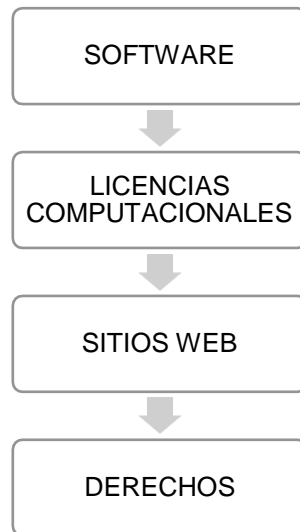 SOFTWARE
LICENCIAS
COMPUTACIONALES
SITIOS WEB
DERECHOS